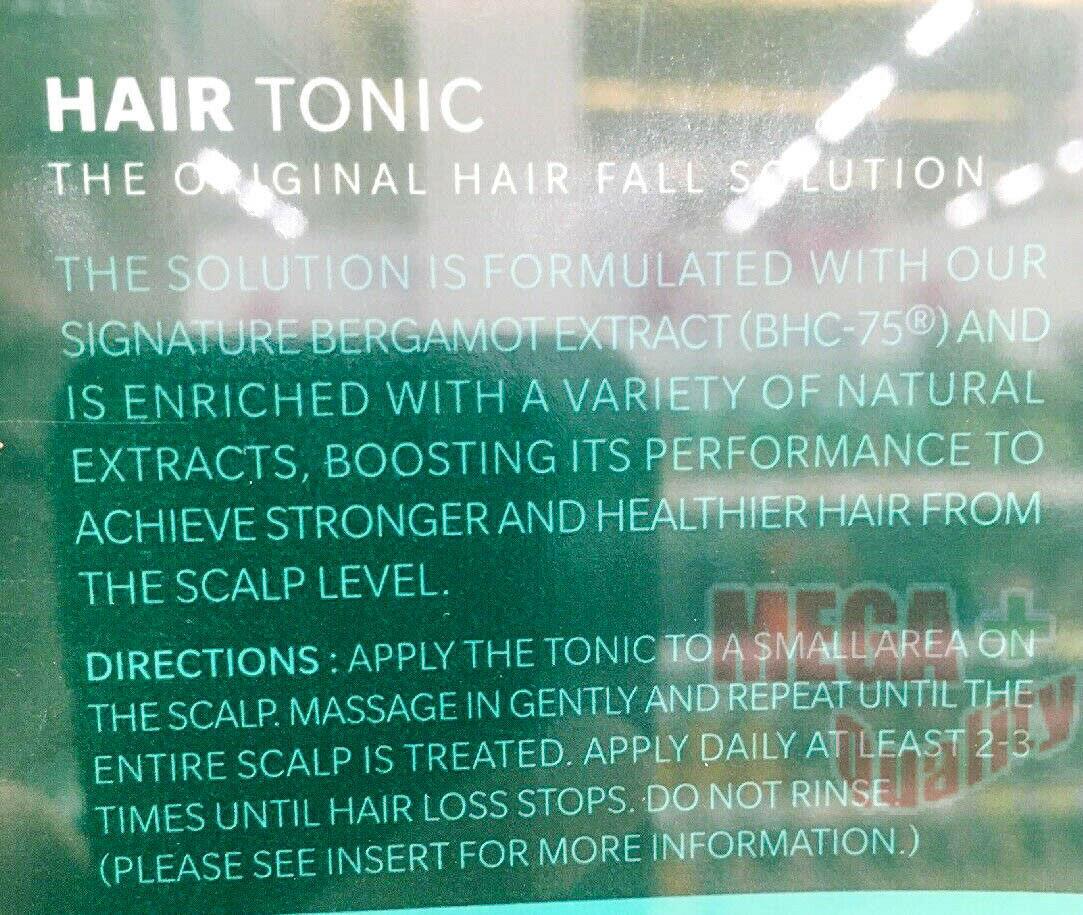 HAIR TONIC
THE ORIGINAL HAIR FALL SOLUTION
THE SOLUTION IS FORMULATED WITH OUR
SIGNATURE BERGAMOT EXTRACT (BHC-75®) AND
IS ENRICHED WITH A VARIETY OF NATURAL
EXTRACTS, BOOSTING ITS PERFORMANCE TO
ACHIEVE STRONGER AND HEALTHIER HAIR FROM
THE SCALP LEVEL.
DIRECTIONS : APPLY THE TONIC TO A SMALL AREA ON
THE SCALP. MASSAGE IN GENTLY AND REPEAT UNTIL THE
ENTIRE SCALP IS TREATED. APPLY DAILY AT LEAST 2-3
TIMES UNTIL HAIR LOSS STOPS. DO NOT RINSE
(PLEASE SEE INSERT FOR MORE INFORMATION.)
MEGA +
Quality